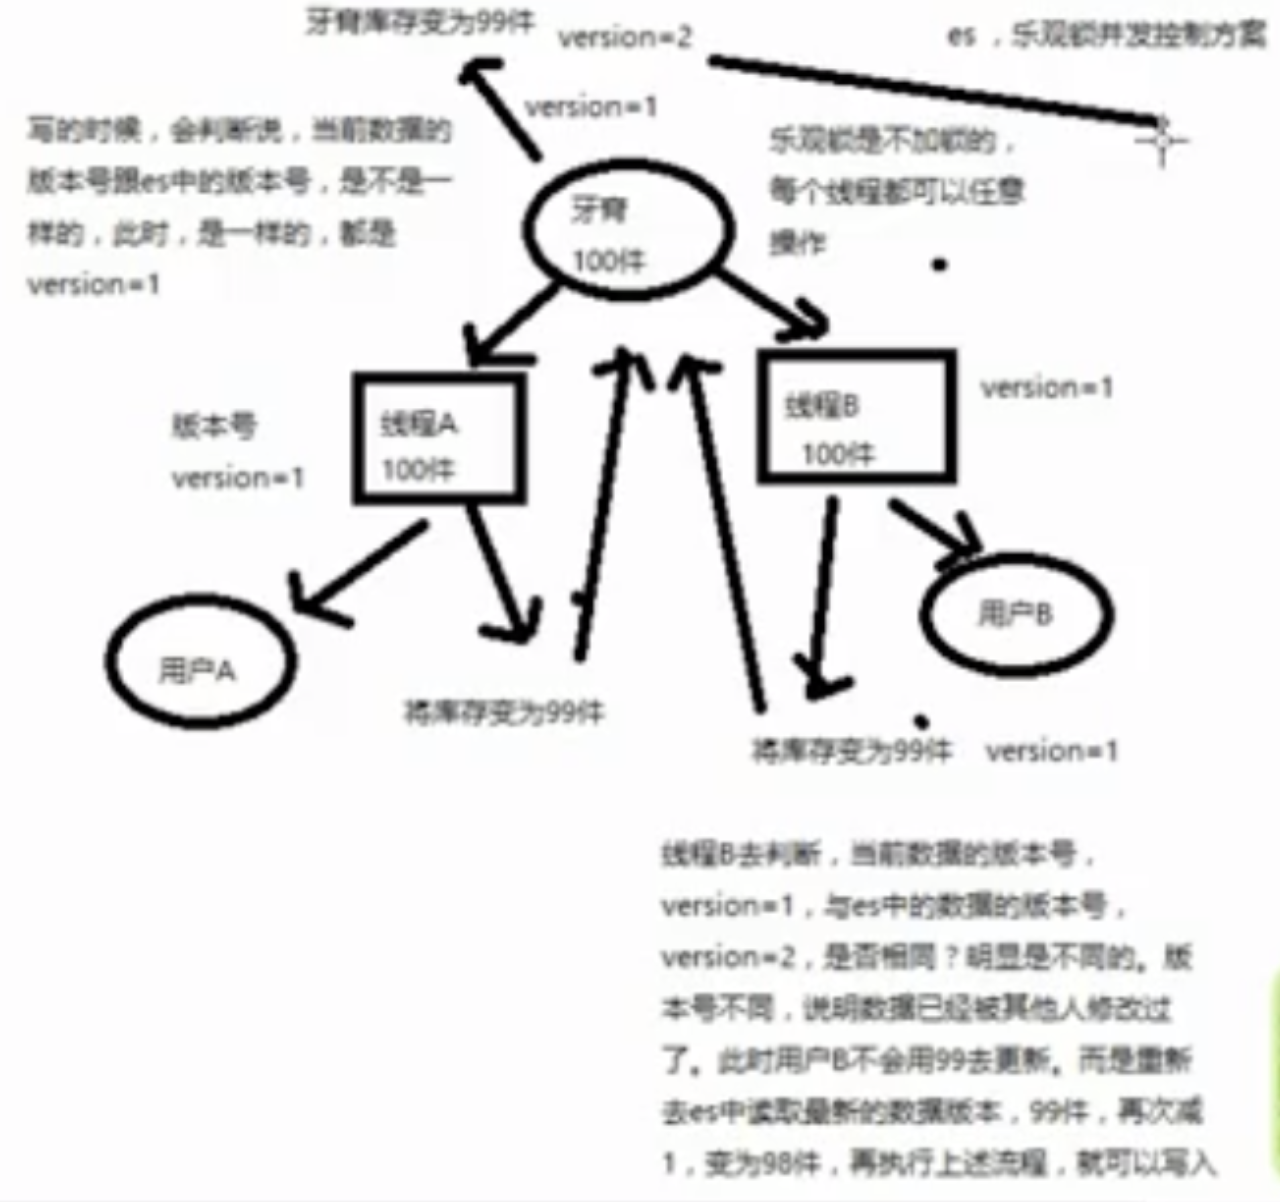 牙膏库存变为99件
version=2
es ，乐观锁并发控制方案
version=1
写的时候，会判断说，当前数据的
版本号跟es中的版本号，是不是一
样的，此时，是一样的，都是
version=1
乐观锁是不加锁的，
每个线程都可以任意
操作
牙膏
100件
线程A
100件
版本号
version=1
线程B
100件
version=1
用户A
用户B
将库存变为99件
将库存变为99件 version=1
线程B去判断，当前数据的版本号，
version=1，与es中的数据的版本号，
version=2，是否相同？明显是不同的。版
本号不同，说明数据已经被其他人修改过
了。此时用户B不会用99去更新。而是重新
去es中读取最新的数据版本，99件，再次减
1，变为98件，再执行上述流程，就可以写入